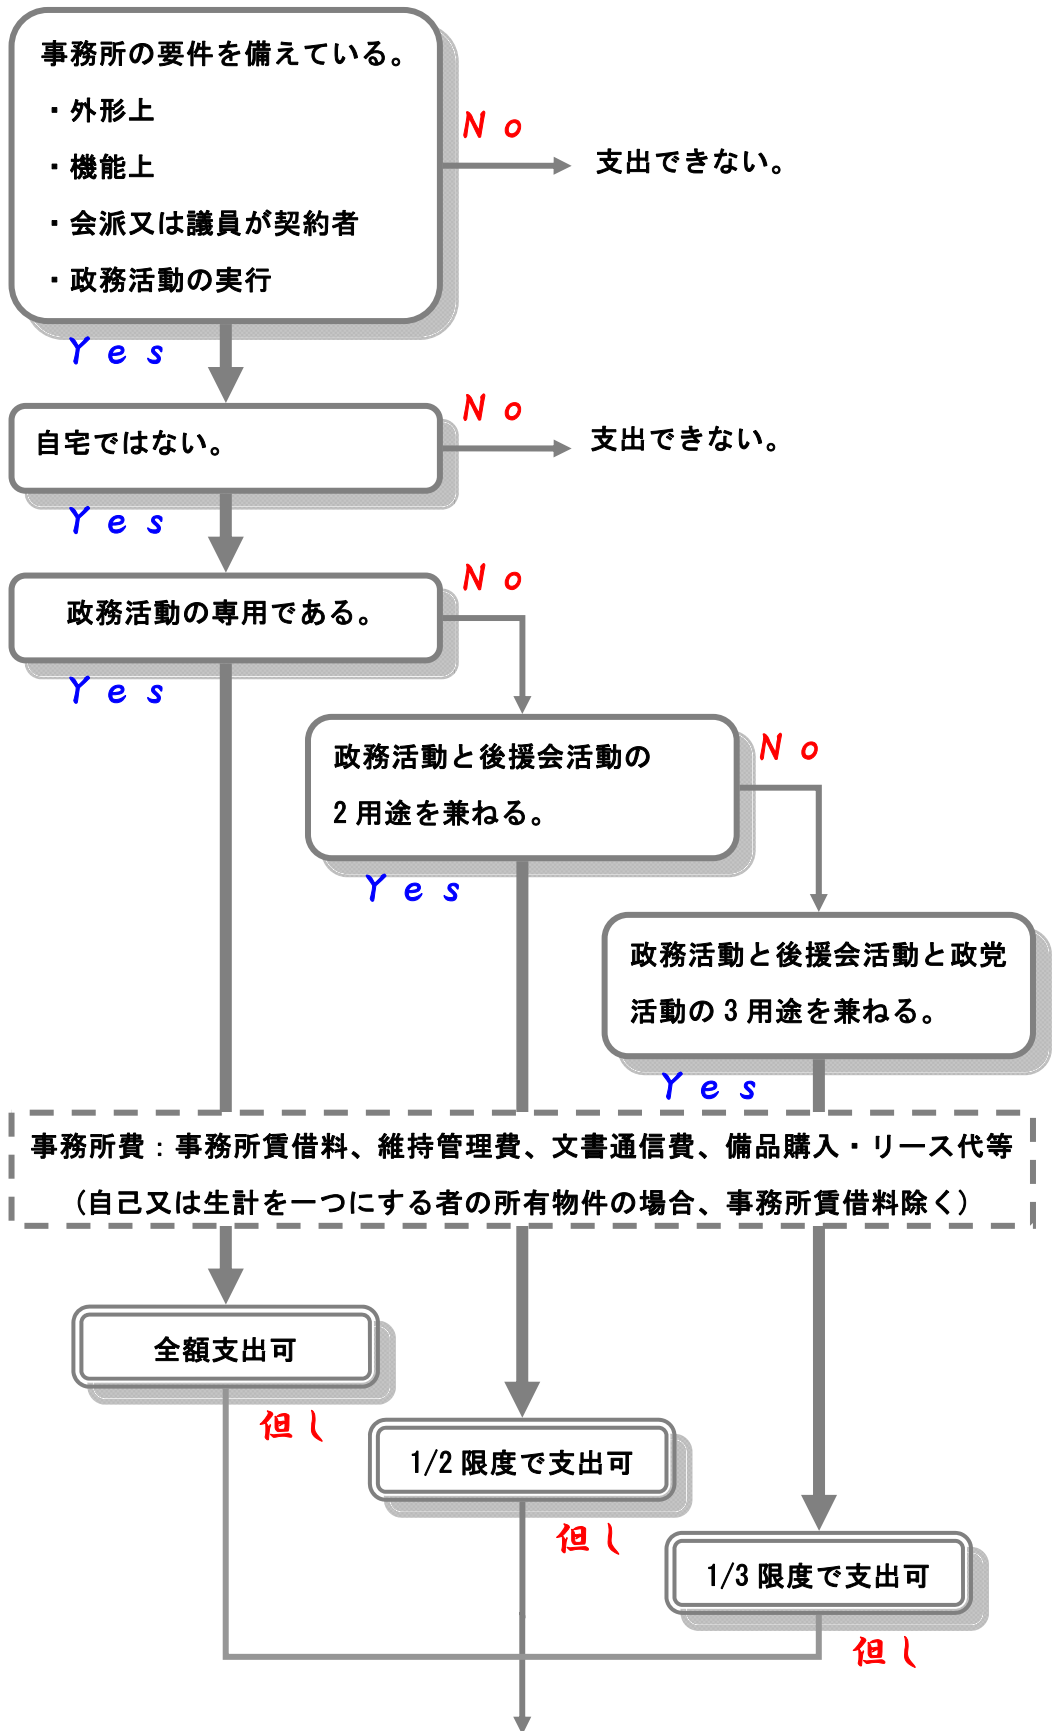 事務所の要件を備えている。
・外形上
・機能上
・会派又は議員が契約者
・政務活動の実行
No
支出できない。
Yes
自宅ではない。
No
支出できない。
Yes
政務活動の専用である。
No
Yes
政務活動と後援会活動の
2用途を兼ねる。
No
Yes
政務活動と後援会活動と政党
活動の3用途を兼ねる。
Yes
事務所費：事務所賃借料、維持管理費、文書通信費、備品購入・リース代等
（自己又は生計を一つにする者の所有物件の場合、事務所賃借料除く）
全額支出可
但し
1/2限度で支出可
但し
1/3限度で支出可
但し